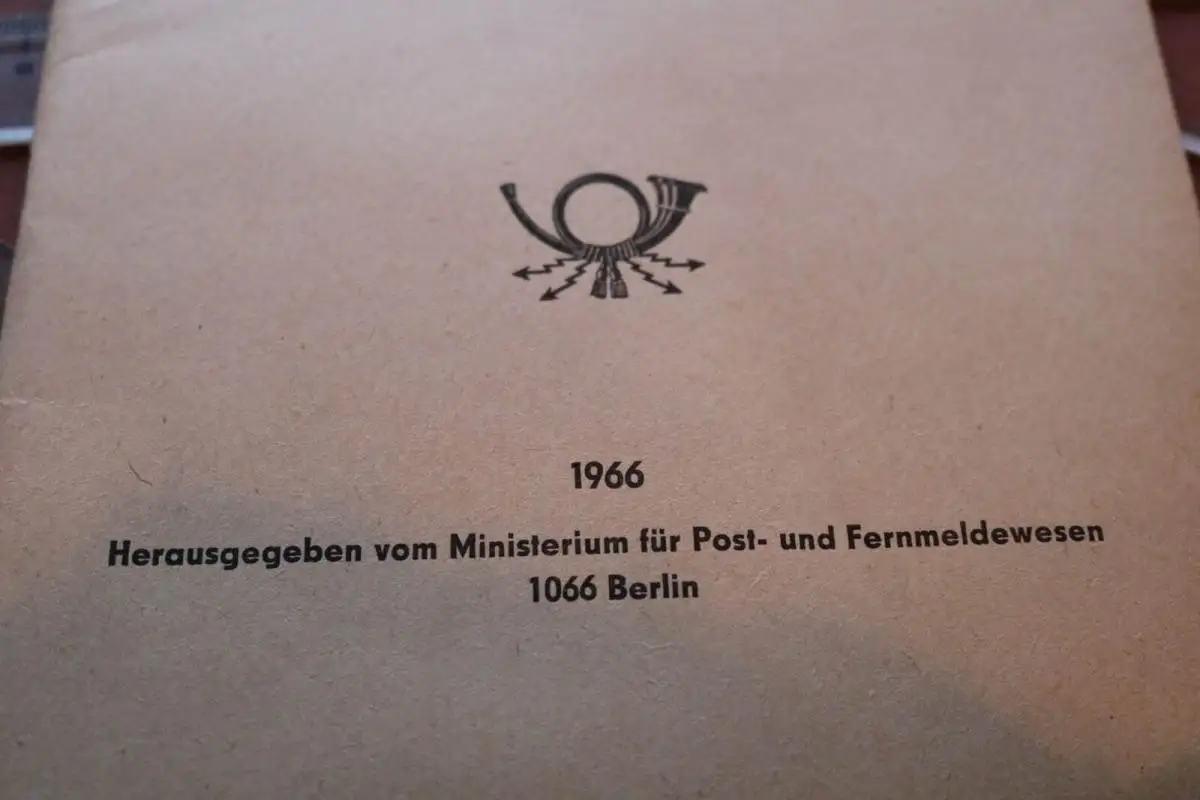 1966
Herausgegeben vom Ministerium für Post- und Fernmeldewesen
1066 Berlin